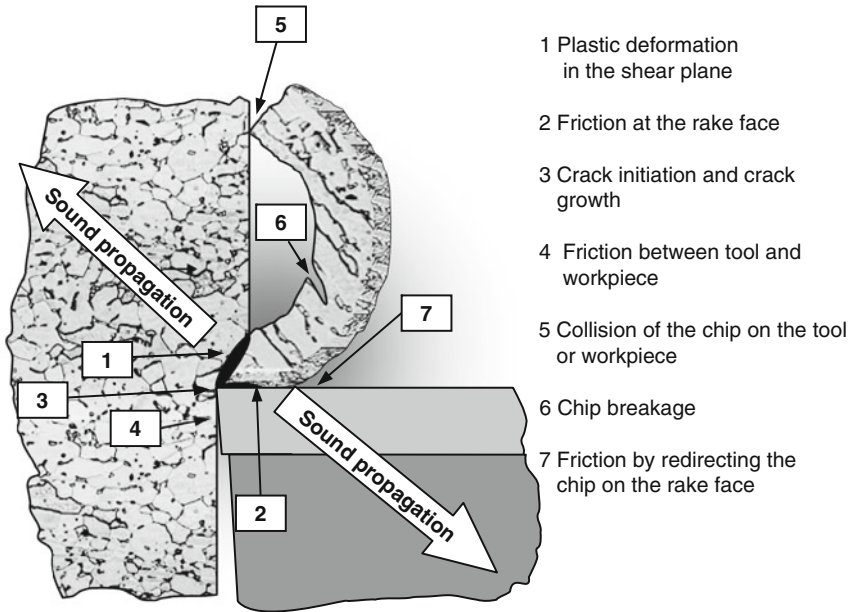 5
1 Plastic deformation
in the shear plane
2 Friction at the rake face
3 Crack initiation and crack
growth
4 Friction between tool and
workpiece
5 Collision of the chip on the tool
or workpiece
6 Chip breakage
7 Friction by redirecting the
chip on the rake face
Sound propagation
6
7
1
3
4
2
Sound propagation